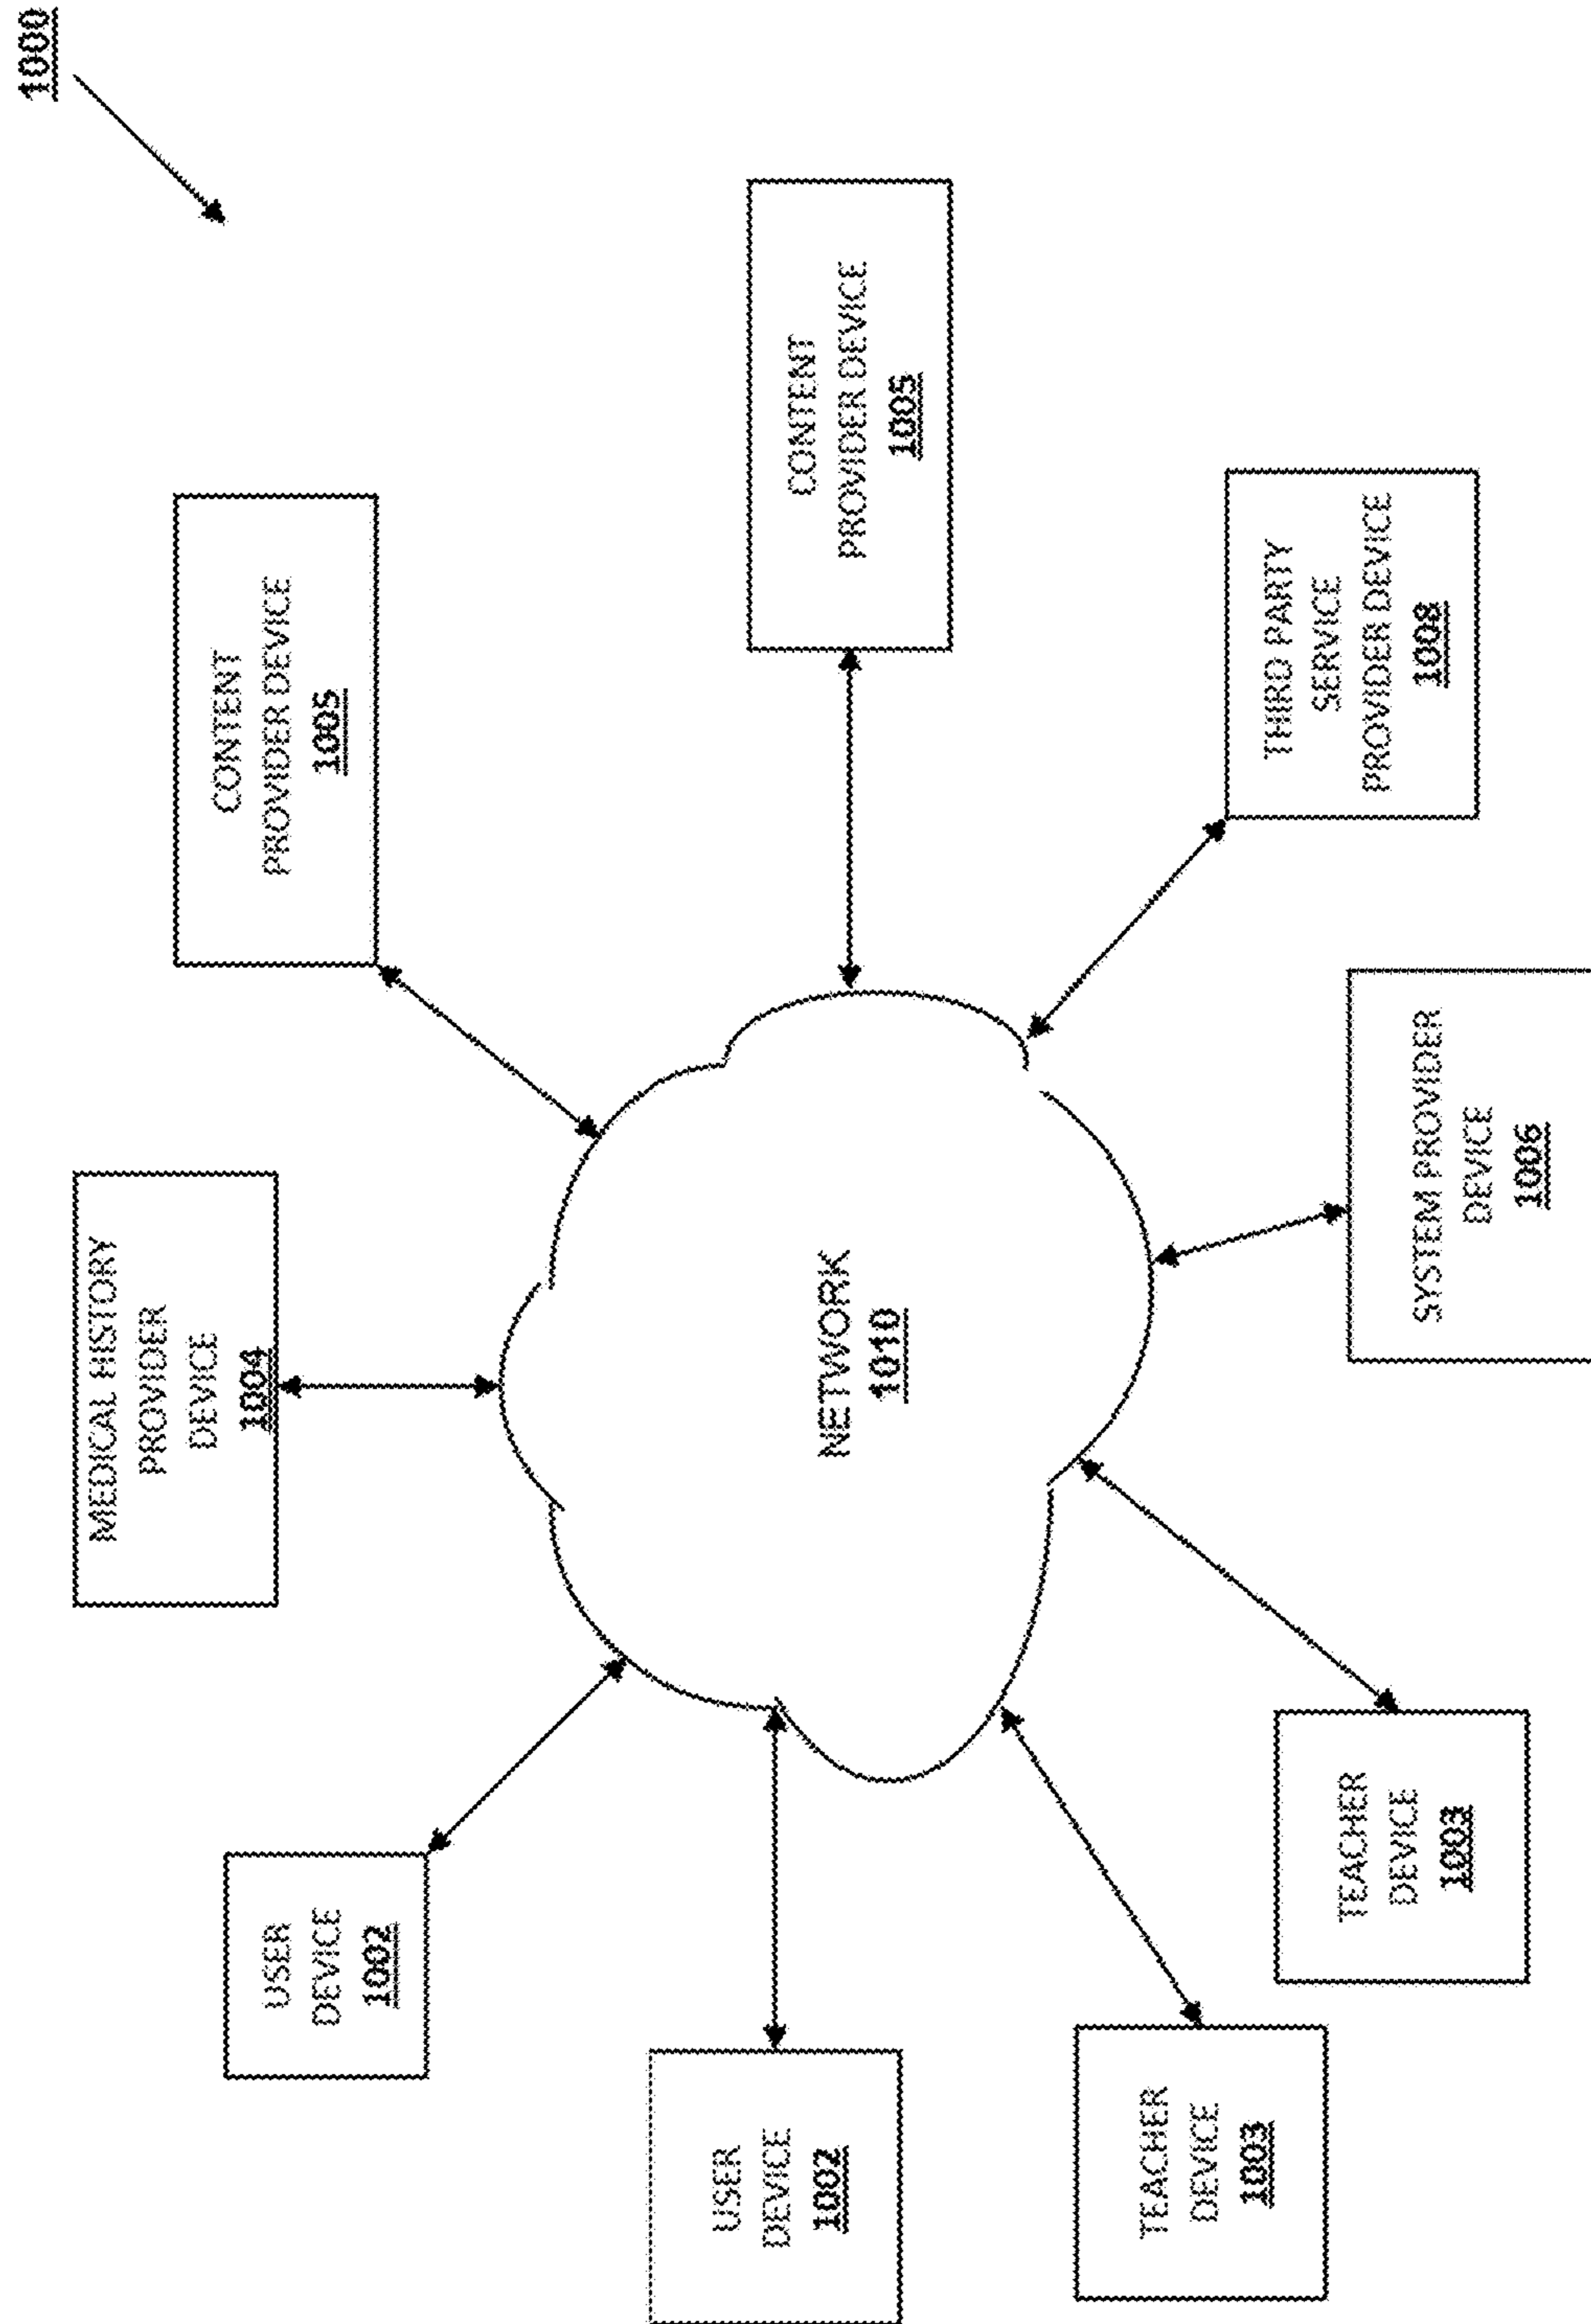 1000
MEDICAL HISTORY
PROVIDER
DEVICE
1004
CONTENT
PROVIDER DEVICE
1005
USER
DEVICE
1002
USER
DEVICE
1002
NETWORK
1010
CONTENT
PROVIDER DEVICE
1005
TEACHER
DEVICE
1003
TEACHER
DEVICE
1003
SYSTEM PROVIDER
DEVICE
1006
THIRD PARTY
SERVICE
PROVIDER DEVICE
1008